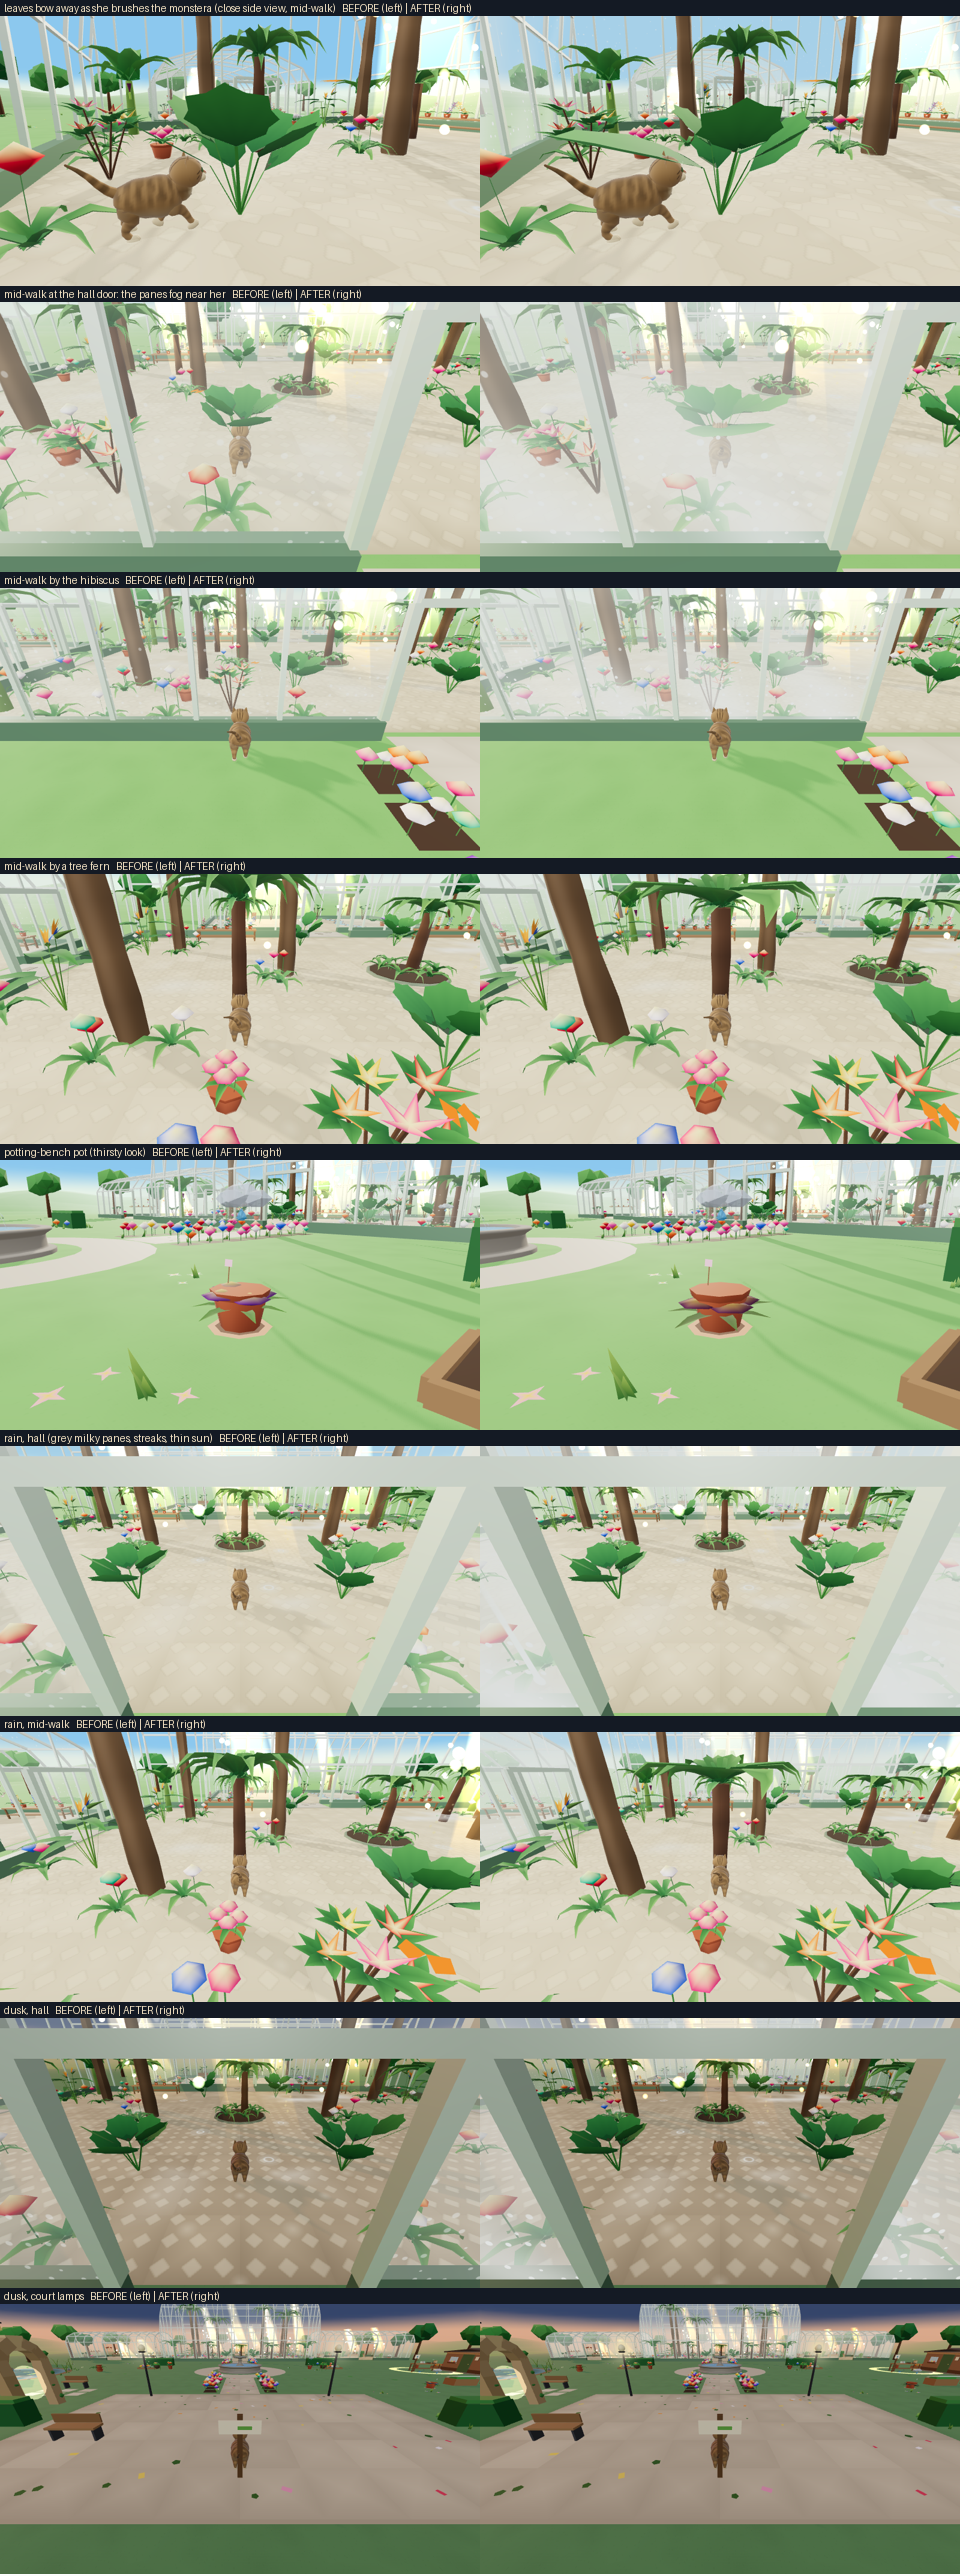 leaves bow away as she brushes the monstera (close side view, mid-walk) BEFORE (left) | AFTER (right)
mid-walk at the hall door: the panes fog near her BEFORE (left) | AFTER (right)
mid-walk by the hibiscus BEFORE (left) | AFTER (right)
mid-walk by a tree fern BEFORE (left) | AFTER (right)
potting-bench pot (thirsty look) BEFORE (left) | AFTER (right)
rain, hall (grey milky panes, streaks, thin sun) BEFORE (left) | AFTER (right)
rain, mid-walk BEFORE (left) | AFTER (right)
dusk, hall BEFORE (left) | AFTER (right)
dusk, court lamps BEFORE (left) | AFTER (right)